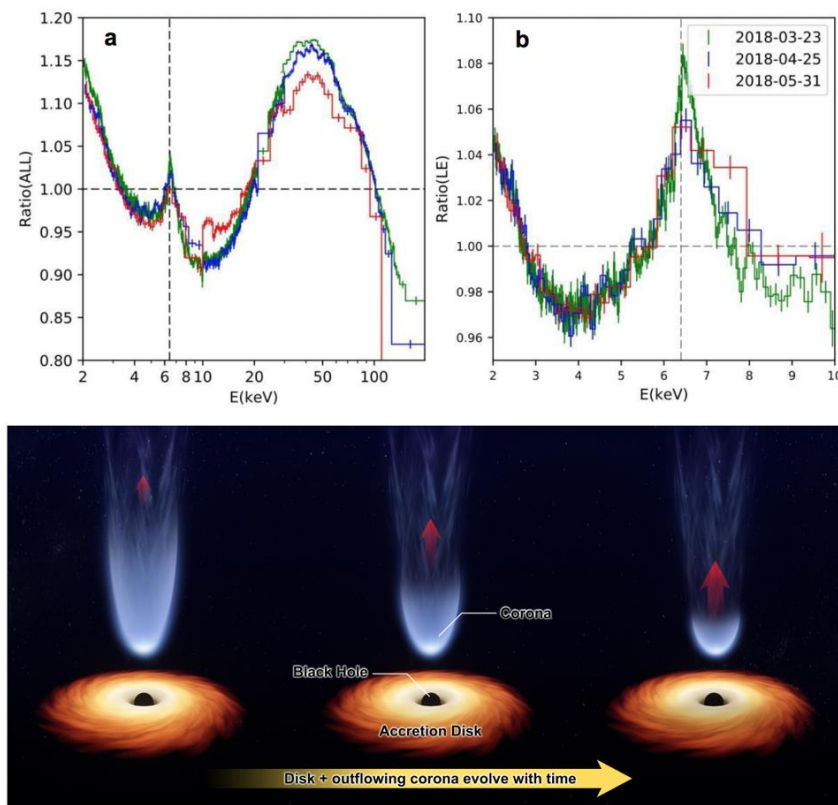 a
Ratio(ALL)
1.20
1.15
1.10
1.05
1.00
0.95
0.90
0.85
0.80
2 3 4 6 8 10 20 30 50 100
E(keV)
b
2018-03-23
2018-04-25
2018-05-31
Ratio(LE)
1.10
1.08
1.06
1.04
1.02
1.00
0.98
0.96
2 3 4 5 6 7 8 9 10
E(keV)
Corona
Black Hole
Accretion Disk
Disk + outflowing corona evolve with time